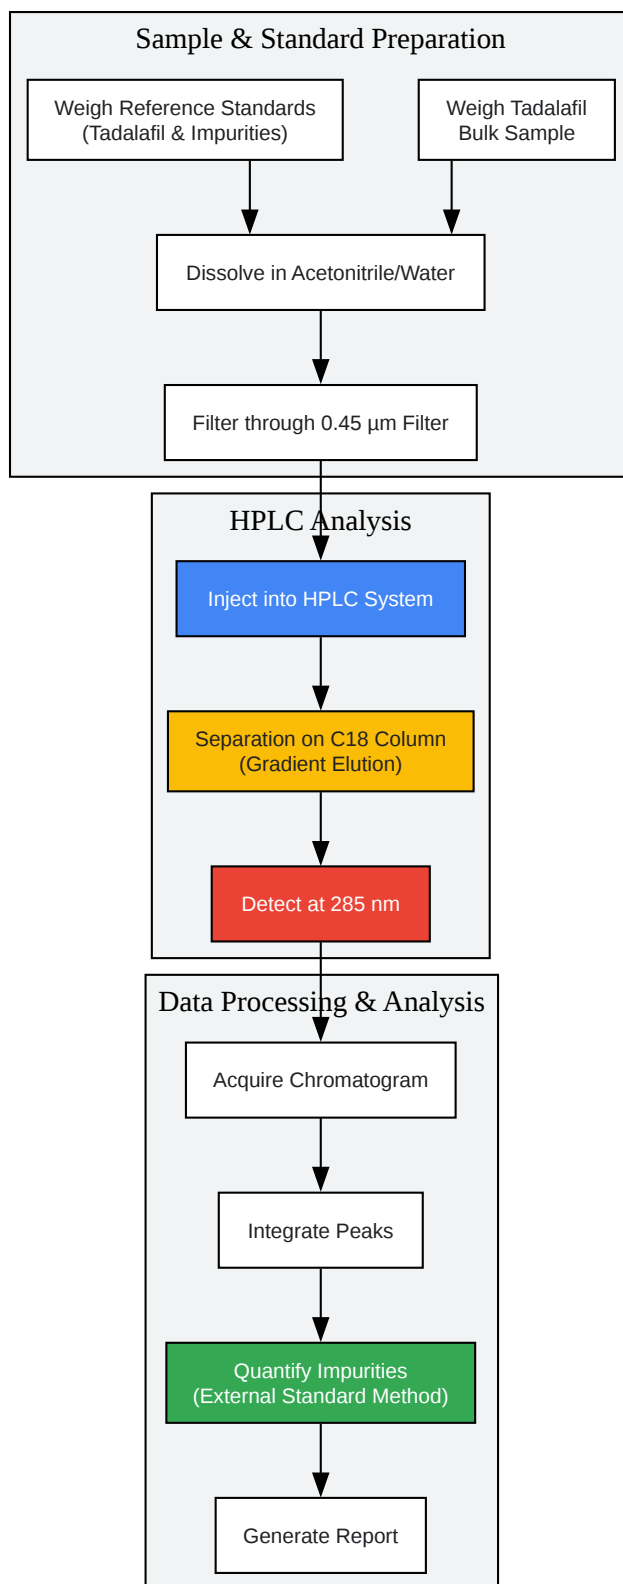 Sample & Standard Preparation
Weigh Reference Standards
(Tadalafil & Impurities)
Weigh Tadalafil
Bulk Sample
Dissolve in Acetonitrile/Water
Filter through 0.45 µm Filter
HPLC Analysis
Inject into HPLC System
Separation on C18 Column
(Gradient Elution)
Detect at 285 nm
Data Processing & Analysis
Acquire Chromatogram
Integrate Peaks
Quantify Impurities
(External Standard Method)
Generate Report